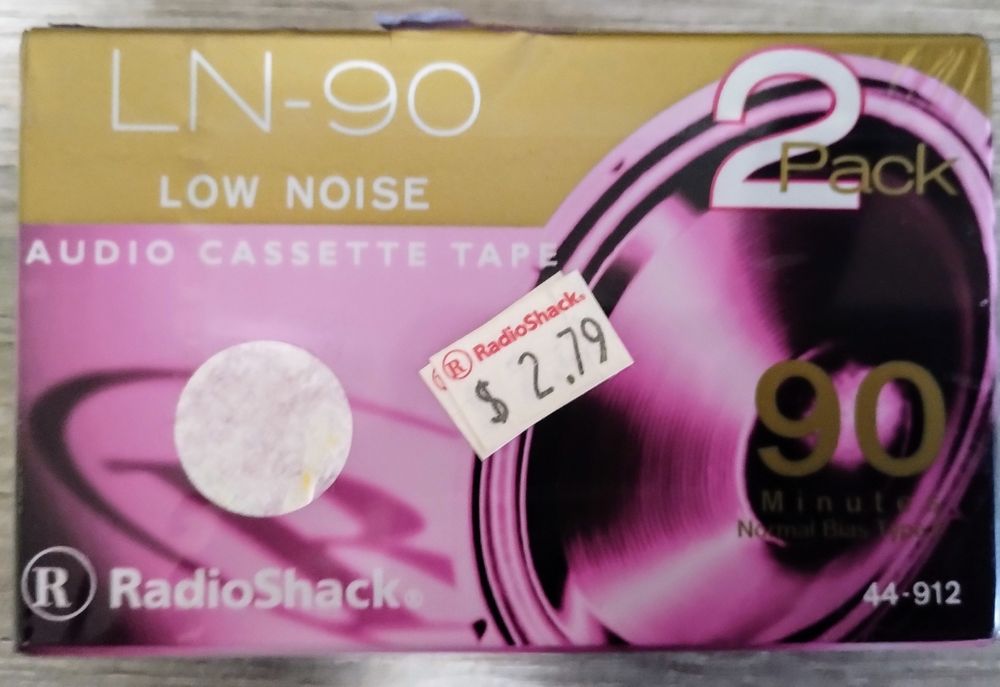 LN-90
2
Pack
LOW NOISE
AUDIO CASSETTE TAPE
R RadioShack®
$ 2.79
90
Minutes
Normal Bias Type
R RadioShack®
44-912